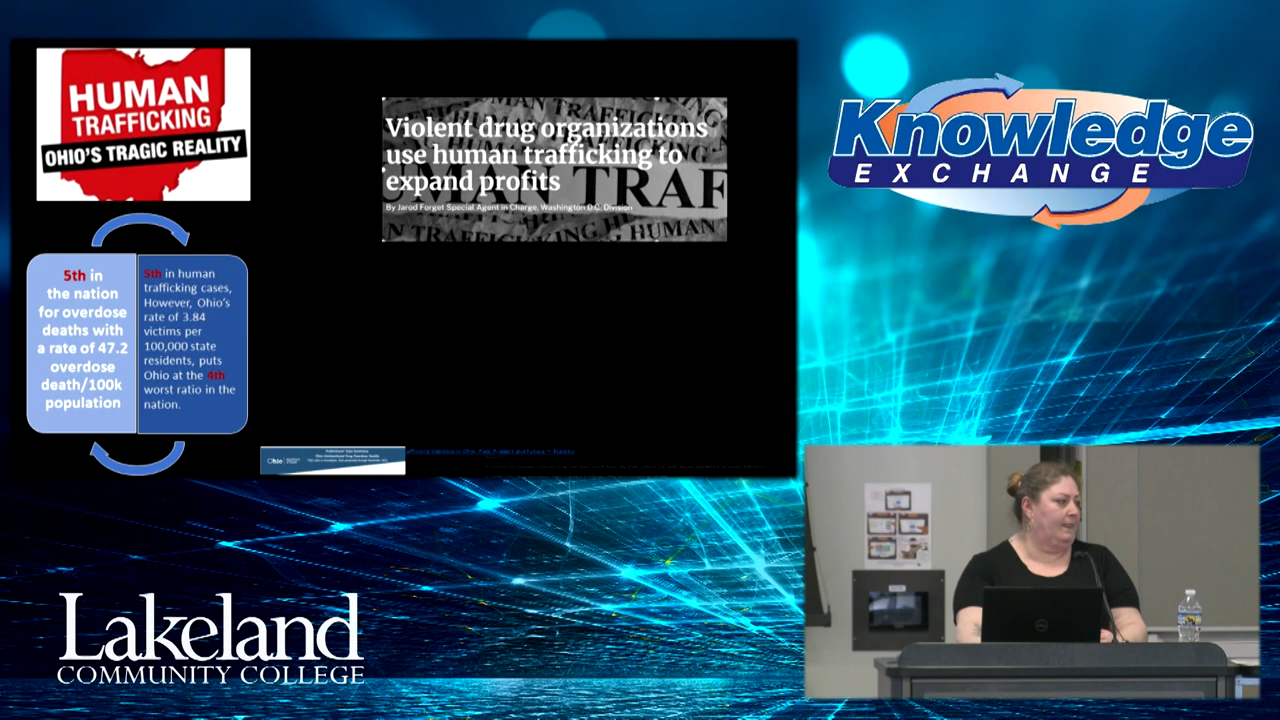 HUMAN
TRAFFICKING
OHIO'S TRAGIC REALITY
Violent drug organizations
use human trafficking to
expand profits
By Jarod Forget Special Agent in Charge, Washington D.C. Division
5th in
the nation
for overdose
deaths with
a rate of 47.2
overdose
death/100k
population
5th in human
trafficking cases,
However, Ohio's
rate of 3.84
victims per
100,000 state
residents, puts
Ohio at the 4th
worst ratio in the
nation.
Ohio
Knowledge
EXCHANGE
Lakeland
COMMUNITY COLLEGE
DELL